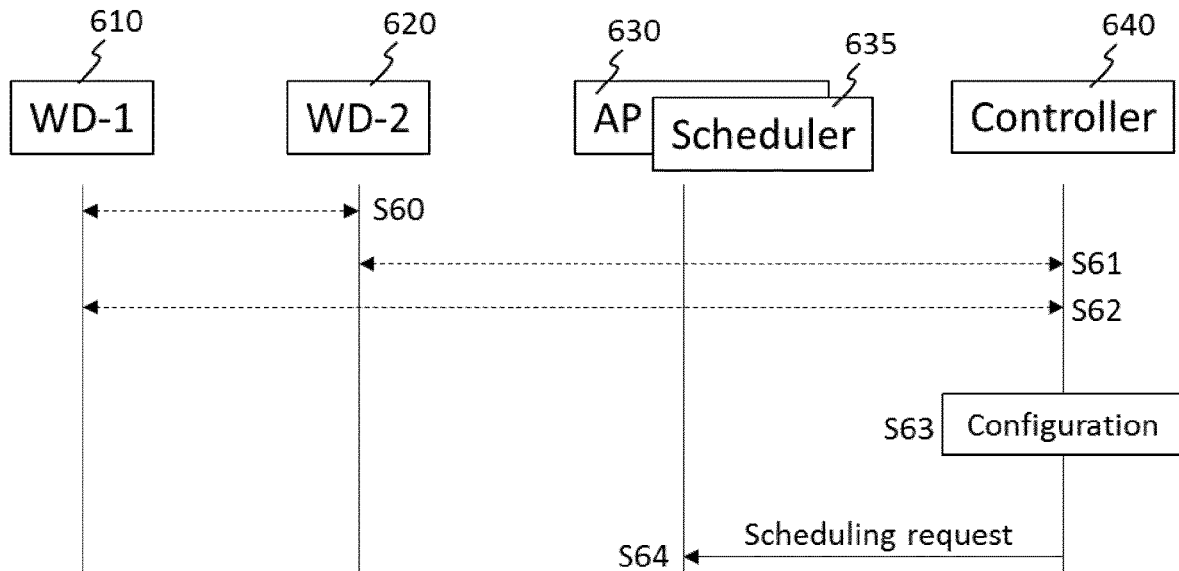 610
620
630
635
640
WD-1
WD-2
AP
Scheduler
Controller
S60
S61
S62
S63
Configuration
Scheduling request
S64